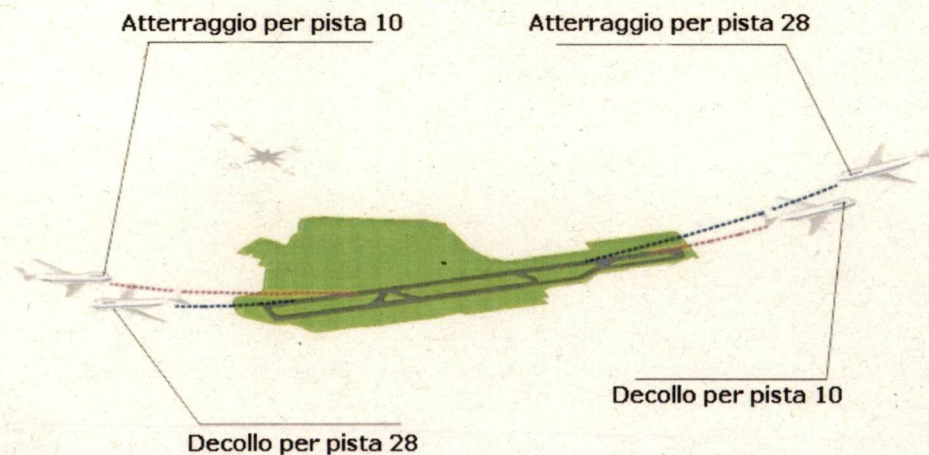 Atterraggio per pista 10
Atterraggio per pista 28
Decollo per pista 10
Decollo per pista 28